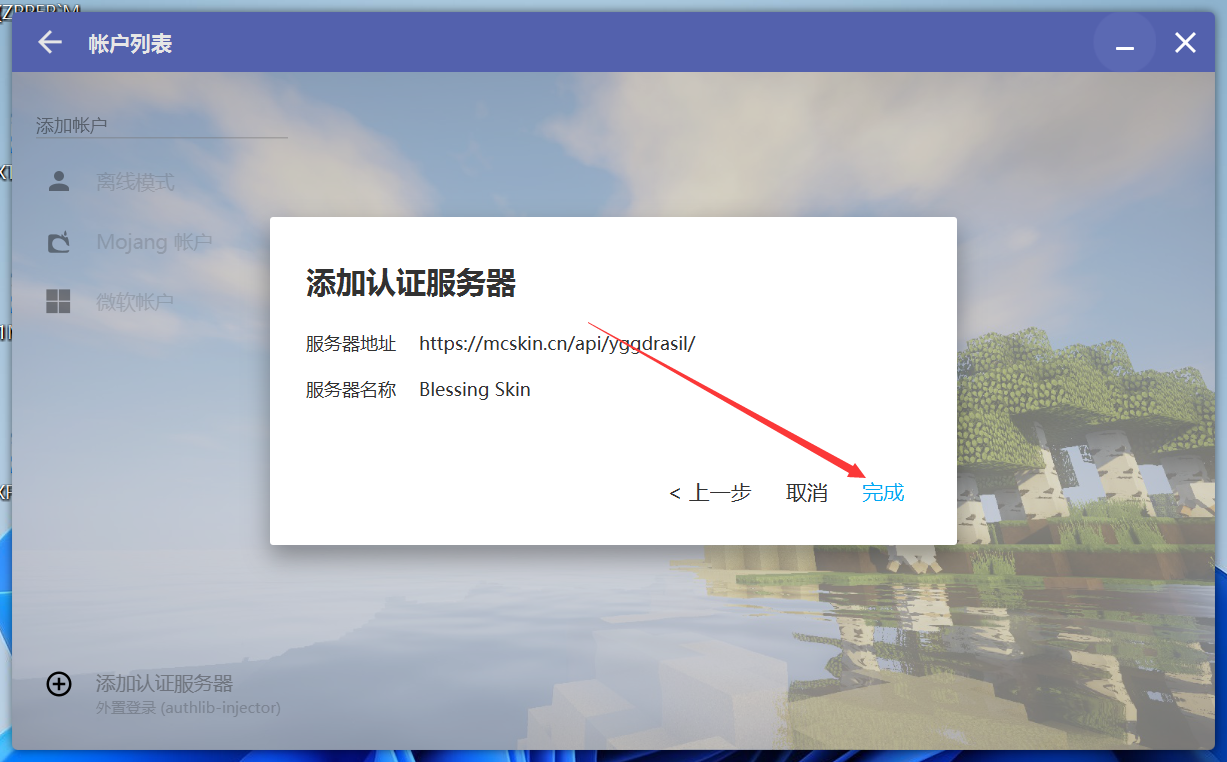 帐户列表
添加帐户
离线模式
Mojang 帐户
微软帐户
添加认证服务器
服务器地址 https://mcskin.cn/api/yggdrasil/
服务器名称 Blessing Skin
< 上一步 取消 完成
添加认证服务器
外置登录 (authlib-injector)